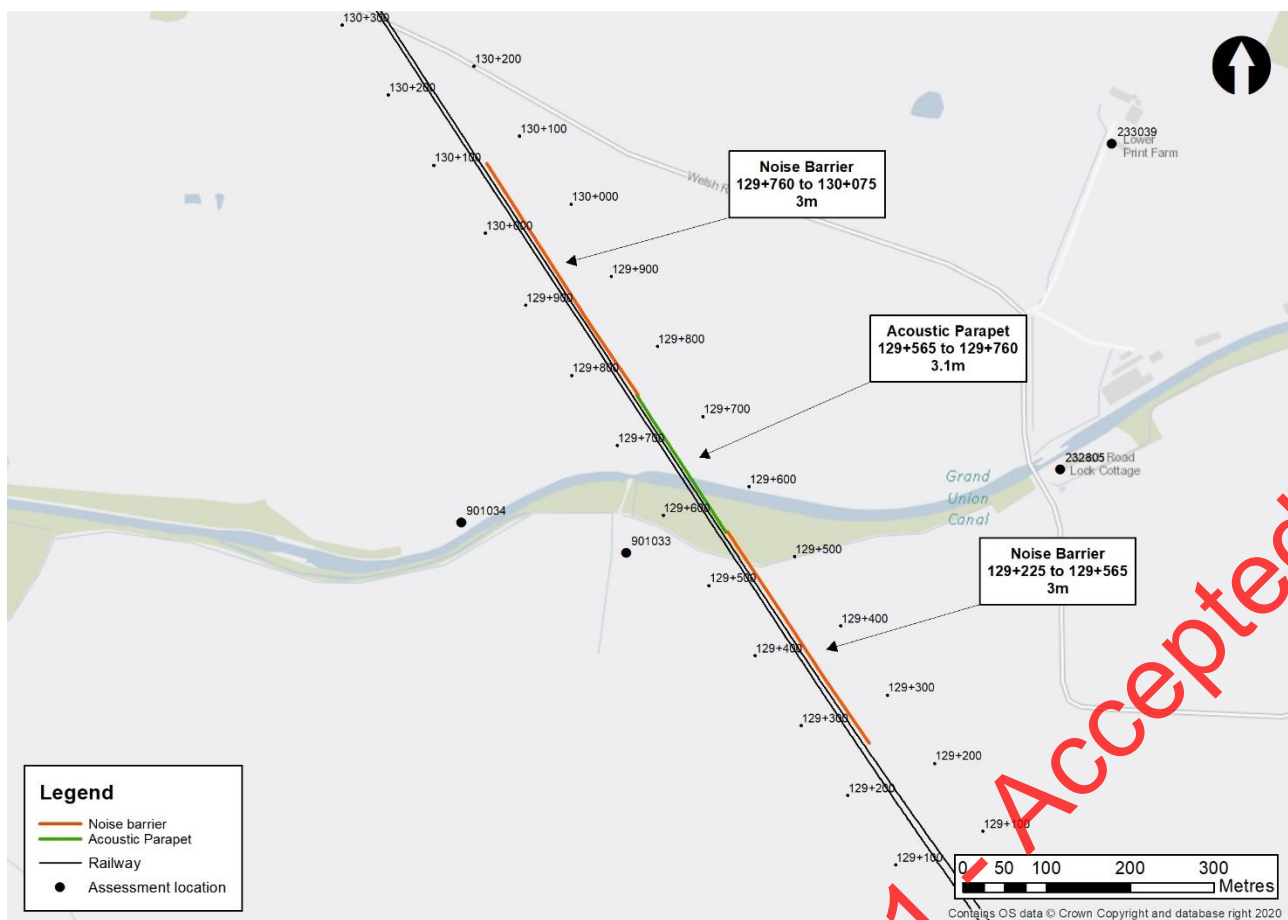 130+300
130+200
130+200
130+100
130+100
233039
Lower
Print Farm
Noise Barrier
129+760 to 130+075
3m
Welsh R
130+000
130+000
129+900
129+900
Acoustic Parapet
129+565 to 129+760
3.1m
129+800
129+800
129+700
129+700
232805
Road
Lock Cottage
Grand
Union
Canal
129+600
129+600
901034
901033
129+500
129+500
Noise Barrier
129+225 to 129+565
3m
129+400
129+400
129+300
129+300
129+200
129+200
129+100
129+100
Legend
Noise barrier
Acoustic Parapet
Railway
Assessment location
0 50 100 200 300
Metres
Contains OS data © Crown Copyright and database right 2020
1 - Accepted